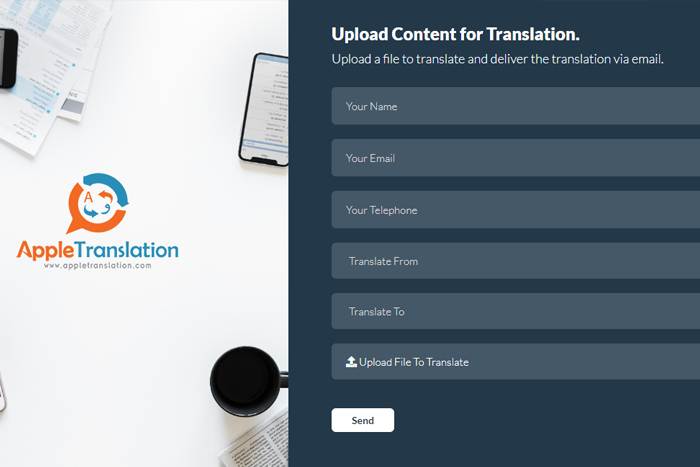 A
AppleTranslation
www.appletranslation.com
Upload Content for Translation.
Upload a file to translate and deliver the translation via email.
Your Name
Your Email
Your Telephone
Translate From
Translate To
Upload File To Translate
Send